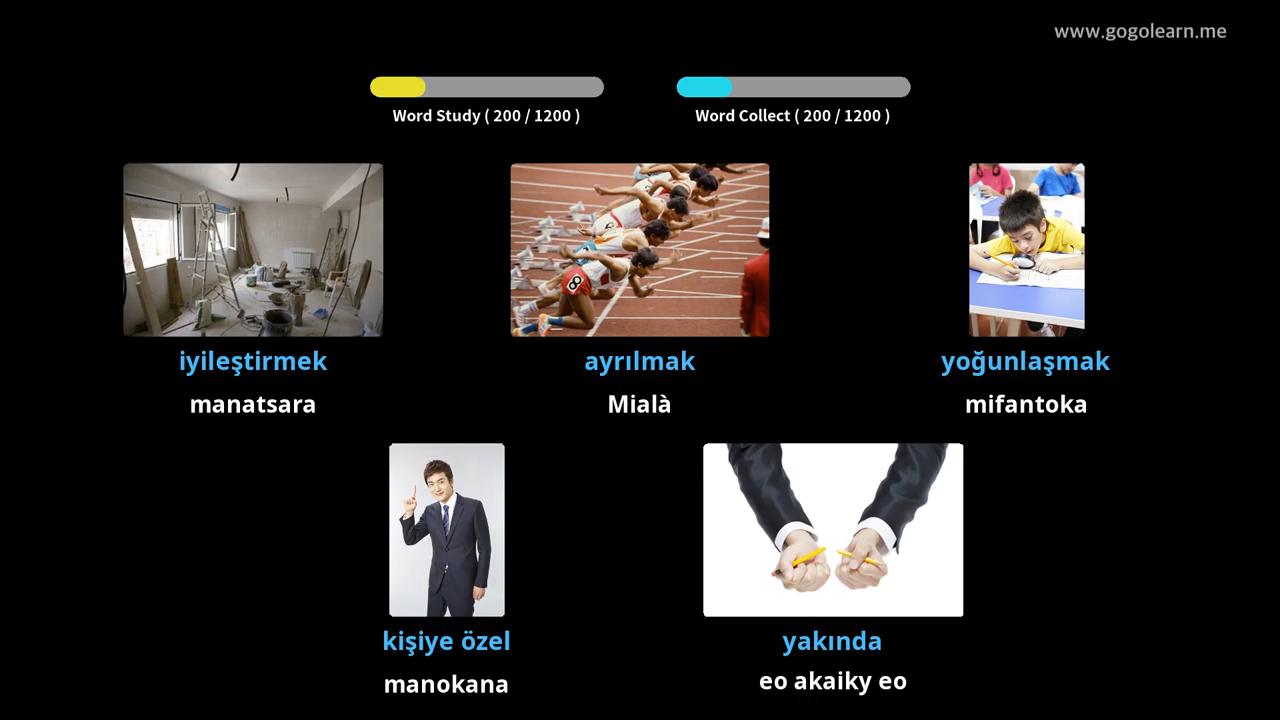 www.gogolearn.me
Word Study ( 200 / 1200 )
Word Collect ( 200 / 1200 )
iyileştirmek
manatsara
ayrılmak
Mialà
yoğunlaşmak
mifantoka
kişiye özel
manokana
yakında
eo akaiky eo